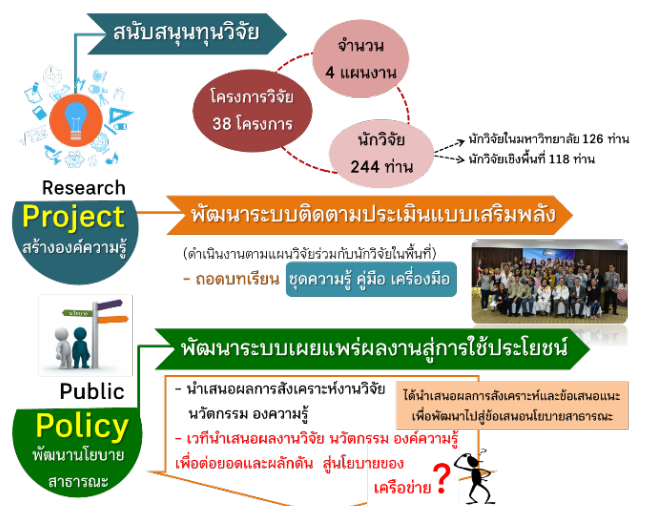 สนับสนุนทุนวิจัย
จำนวน
4 แผนงาน
โครงการวิจัย
38 โครงการ
นักวิจัย
244 ท่าน
นักวิจัยในมหาวิทยาลัย 126 ท่าน
นักวิจัยเชิงพื้นที่ 118 ท่าน
Research
Project
สร้างองค์ความรู้
พัฒนาระบบติดตามประเมินแบบเสริมพลัง
(ดำเนินงานตามแผนวิจัยร่วมกับนักวิจัยในพื้นที่)
- ถอดบทเรียน ชุดความรู้ คู่มือ เครื่องมือ
นโยบาย
พัฒนาระบบเผยแพร่ผลงานสู่การใช้ประโยชน์
Public
Policy
พัฒนานโยบาย
สาธารณะ
- นำเสนอผลการสังเคราะห์งานวิจัย
นวัตกรรม องความรู้
- เวทีนำเสนอผลงานวิจัย นวัตกรรม องค์ความรู้
เพื่อต่อยอดและผลักดัน สู่นโยบายของ
เครือข่าย ?
ได้นำเสนอผลการสังเคราะห์และข้อเสนอแนะ
เพื่อพัฒนาไปสู่ข้อเสนอนโยบายสาธารณะ